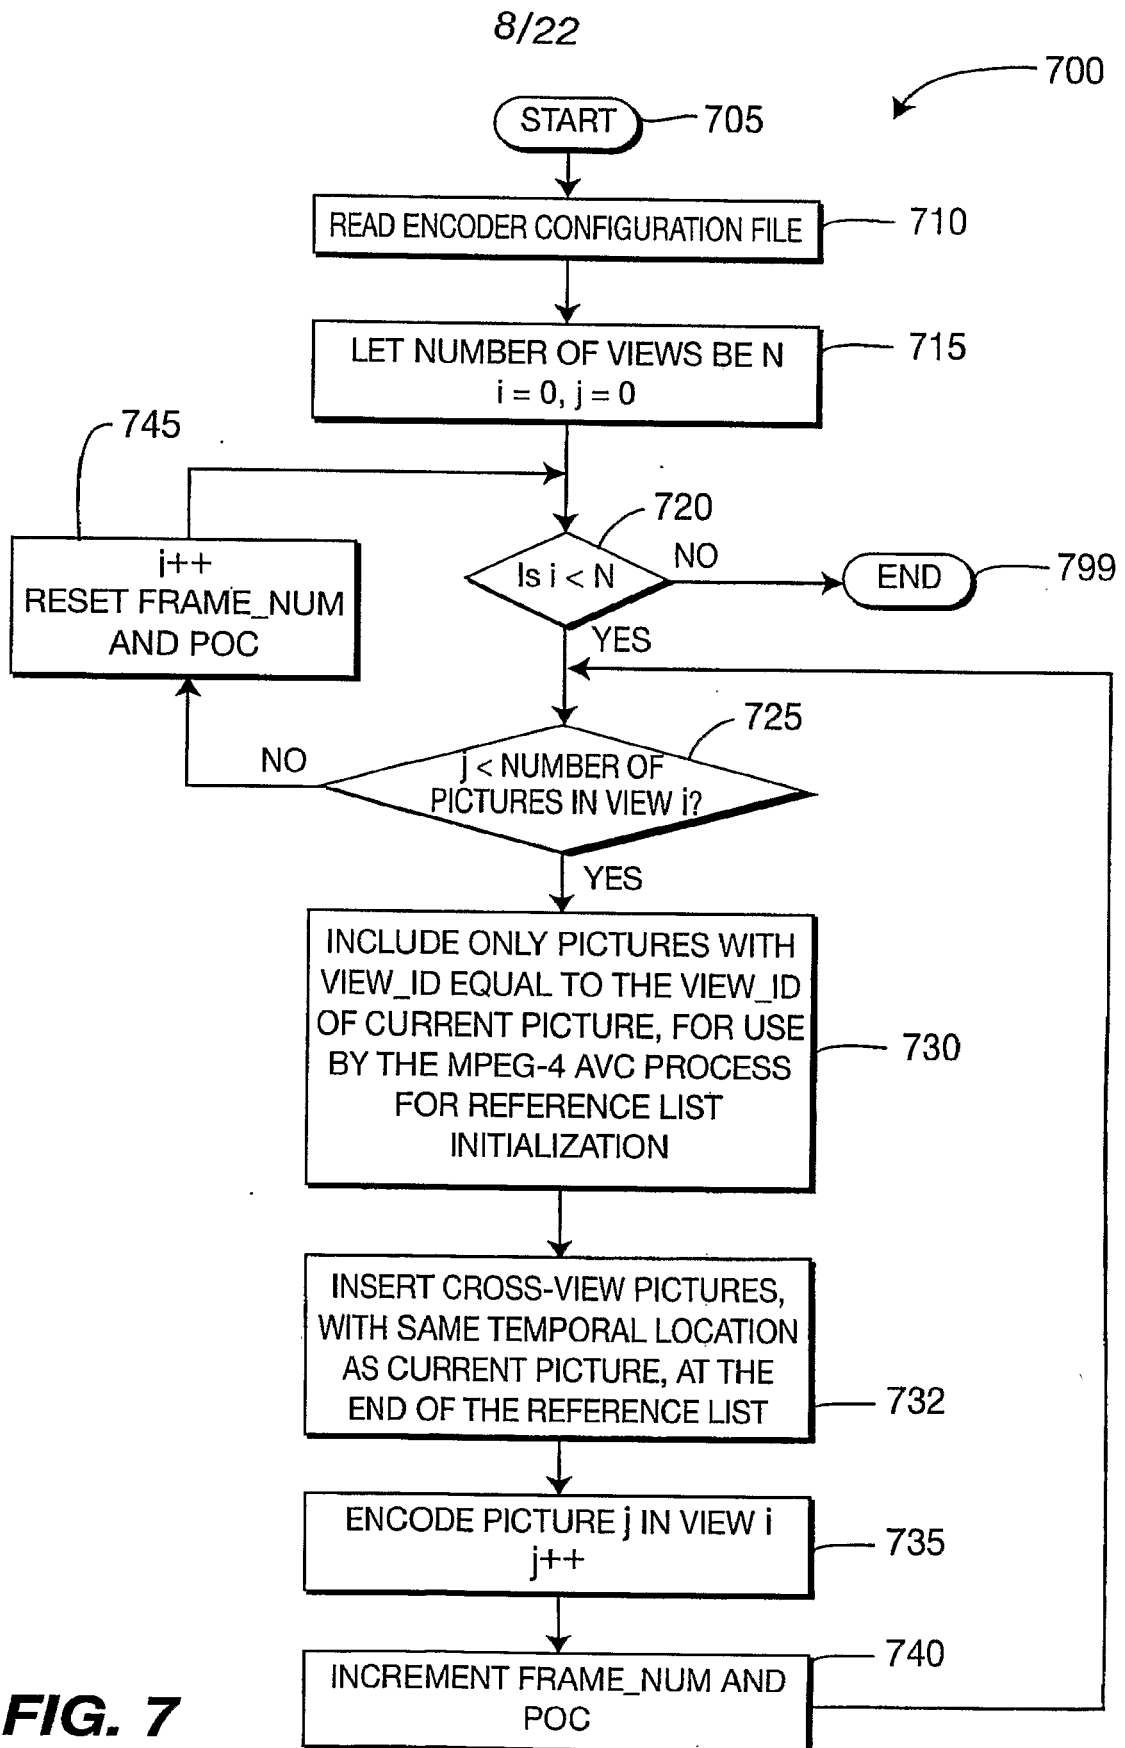 8/22
700
START
705
READ ENCODER CONFIGURATION FILE
710
LET NUMBER OF VIEWS BE N
i = 0, j = 0
715
745
i++
RESET FRAME_NUM
AND POC
720
Is i < N
NO
END
799
YES
725
j < NUMBER OF
PICTURES IN VIEW i?
NO
YES
INCLUDE ONLY PICTURES WITH
VIEW_ID EQUAL TO THE VIEW_ID
OF CURRENT PICTURE, FOR USE
BY THE MPEG-4 AVC PROCESS
FOR REFERENCE LIST
INITIALIZATION
730
INSERT CROSS-VIEW PICTURES,
WITH SAME TEMPORAL LOCATION
AS CURRENT PICTURE, AT THE
END OF THE REFERENCE LIST
732
ENCODE PICTURE j IN VIEW i
j++
735
INCREMENT FRAME_NUM AND
POC
740
FIG. 7